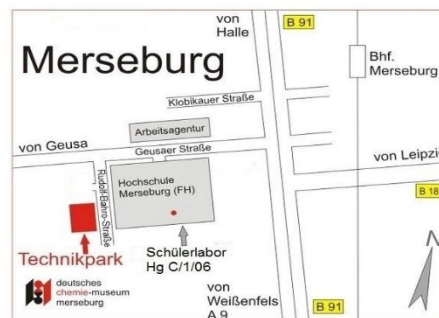 von
Halle
B 91
Merseburg
Bhf.
Merseburg
Klobikauer Straße
Arbeitsagentur
von Geusa
Geusaer Straße
von Leipzig
Rudolf-Bahro-Straße
Hochschule
Merseburg (FH)
B 18
Technikpark
Schülerlabor
Hg C/1/06
N
deutsches
chemie-museum
merseburg
von
Weißenfels
A 9
B 91